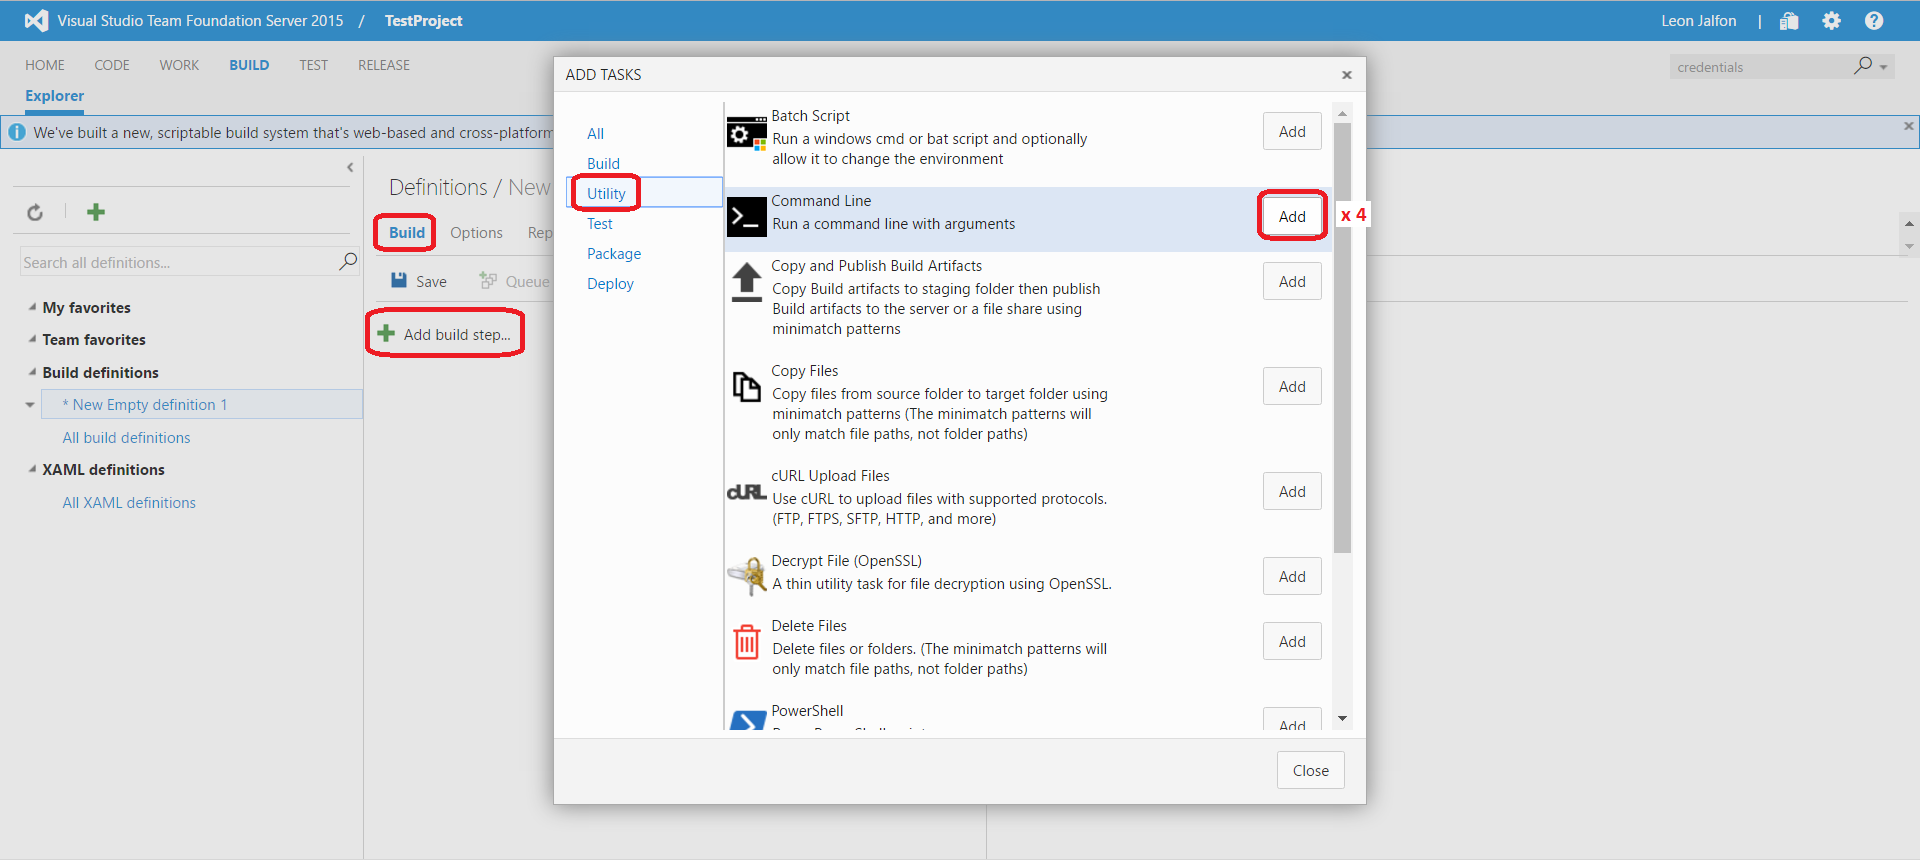 Visual Studio Team Foundation Server 2015 / TestProject
Leon Jalfon |
HOME CODE WORK BUILD TEST RELEASE
credentials
Explorer
We've built a new, scriptable build system that's web-based and cross-platform
Definitions / New
Build Options Rep
Save Queue
Add build step...
Search all definitions...
My favorites
Team favorites
Build definitions
* New Empty definition 1
All build definitions
XAML definitions
All XAML definitions
ADD TASKS
All
Build
Utility
Test
Package
Deploy
Batch Script
Run a windows cmd or bat script and optionally
allow it to change the environment
Add
Command Line
Run a command line with arguments
Add
x 4
Copy and Publish Build Artifacts
Copy Build artifacts to staging folder then publish
Build artifacts to the server or a file share using
minimatch patterns
Add
Copy Files
Copy files from source folder to target folder using
minimatch patterns (The minimatch patterns will
only match file paths, not folder paths)
Add
cURL
cURL Upload Files
Use cURL to upload files with supported protocols.
(FTP, FTPS, SFTP, HTTP, and more)
Add
Decrypt File (OpenSSL)
A thin utility task for file decryption using OpenSSL.
Add
Delete Files
Delete files or folders. (The minimatch patterns will
only match file paths, not folder paths)
Add
PowerShell
Add
Close